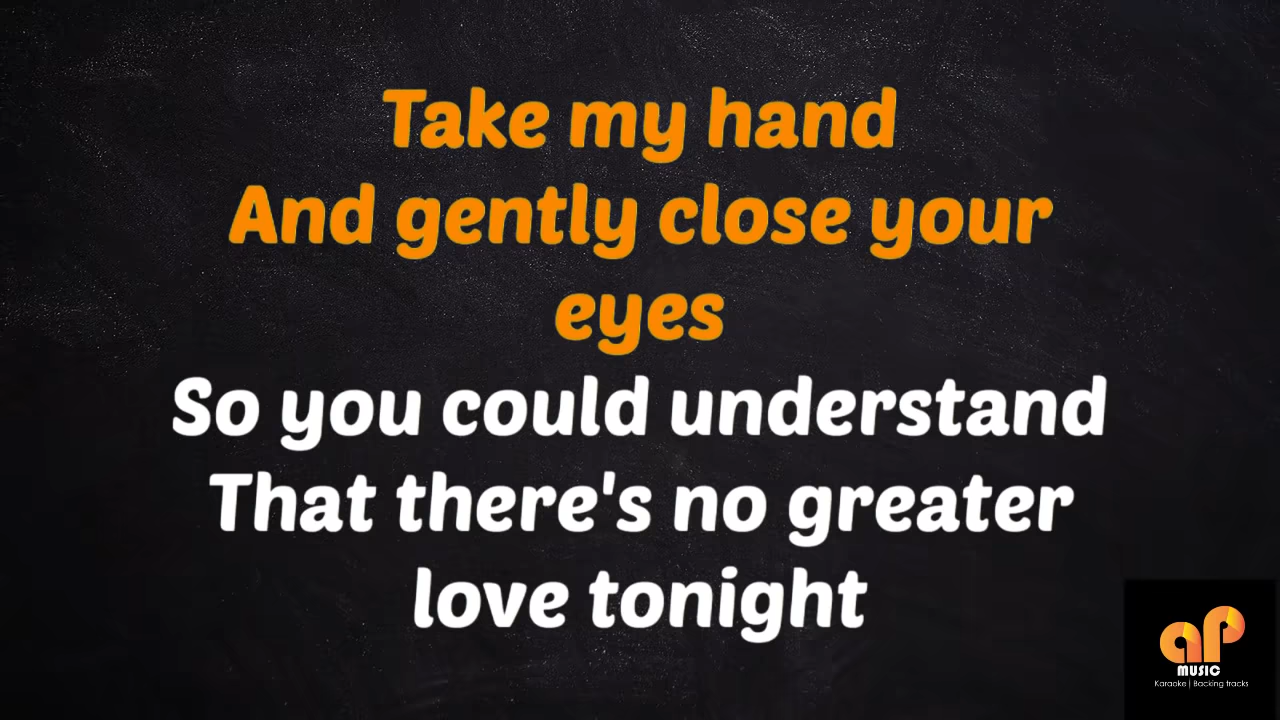 Take my hand
And gently close your
eyes
So you could understand
That there's no greater
love tonight
aP
MUSIC
Karaoke | Backing tracks